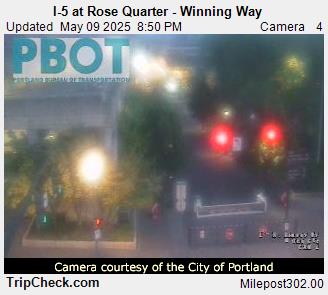 I-5 at Rose Quarter - Winning Way
Updated May 09 2025 8:50 PM Camera 4
PBOT
PORTLAND BUREAU OF TRANSPORTATION
Camera courtesy of the City of Portland
TripCheck.com Milepost302.00